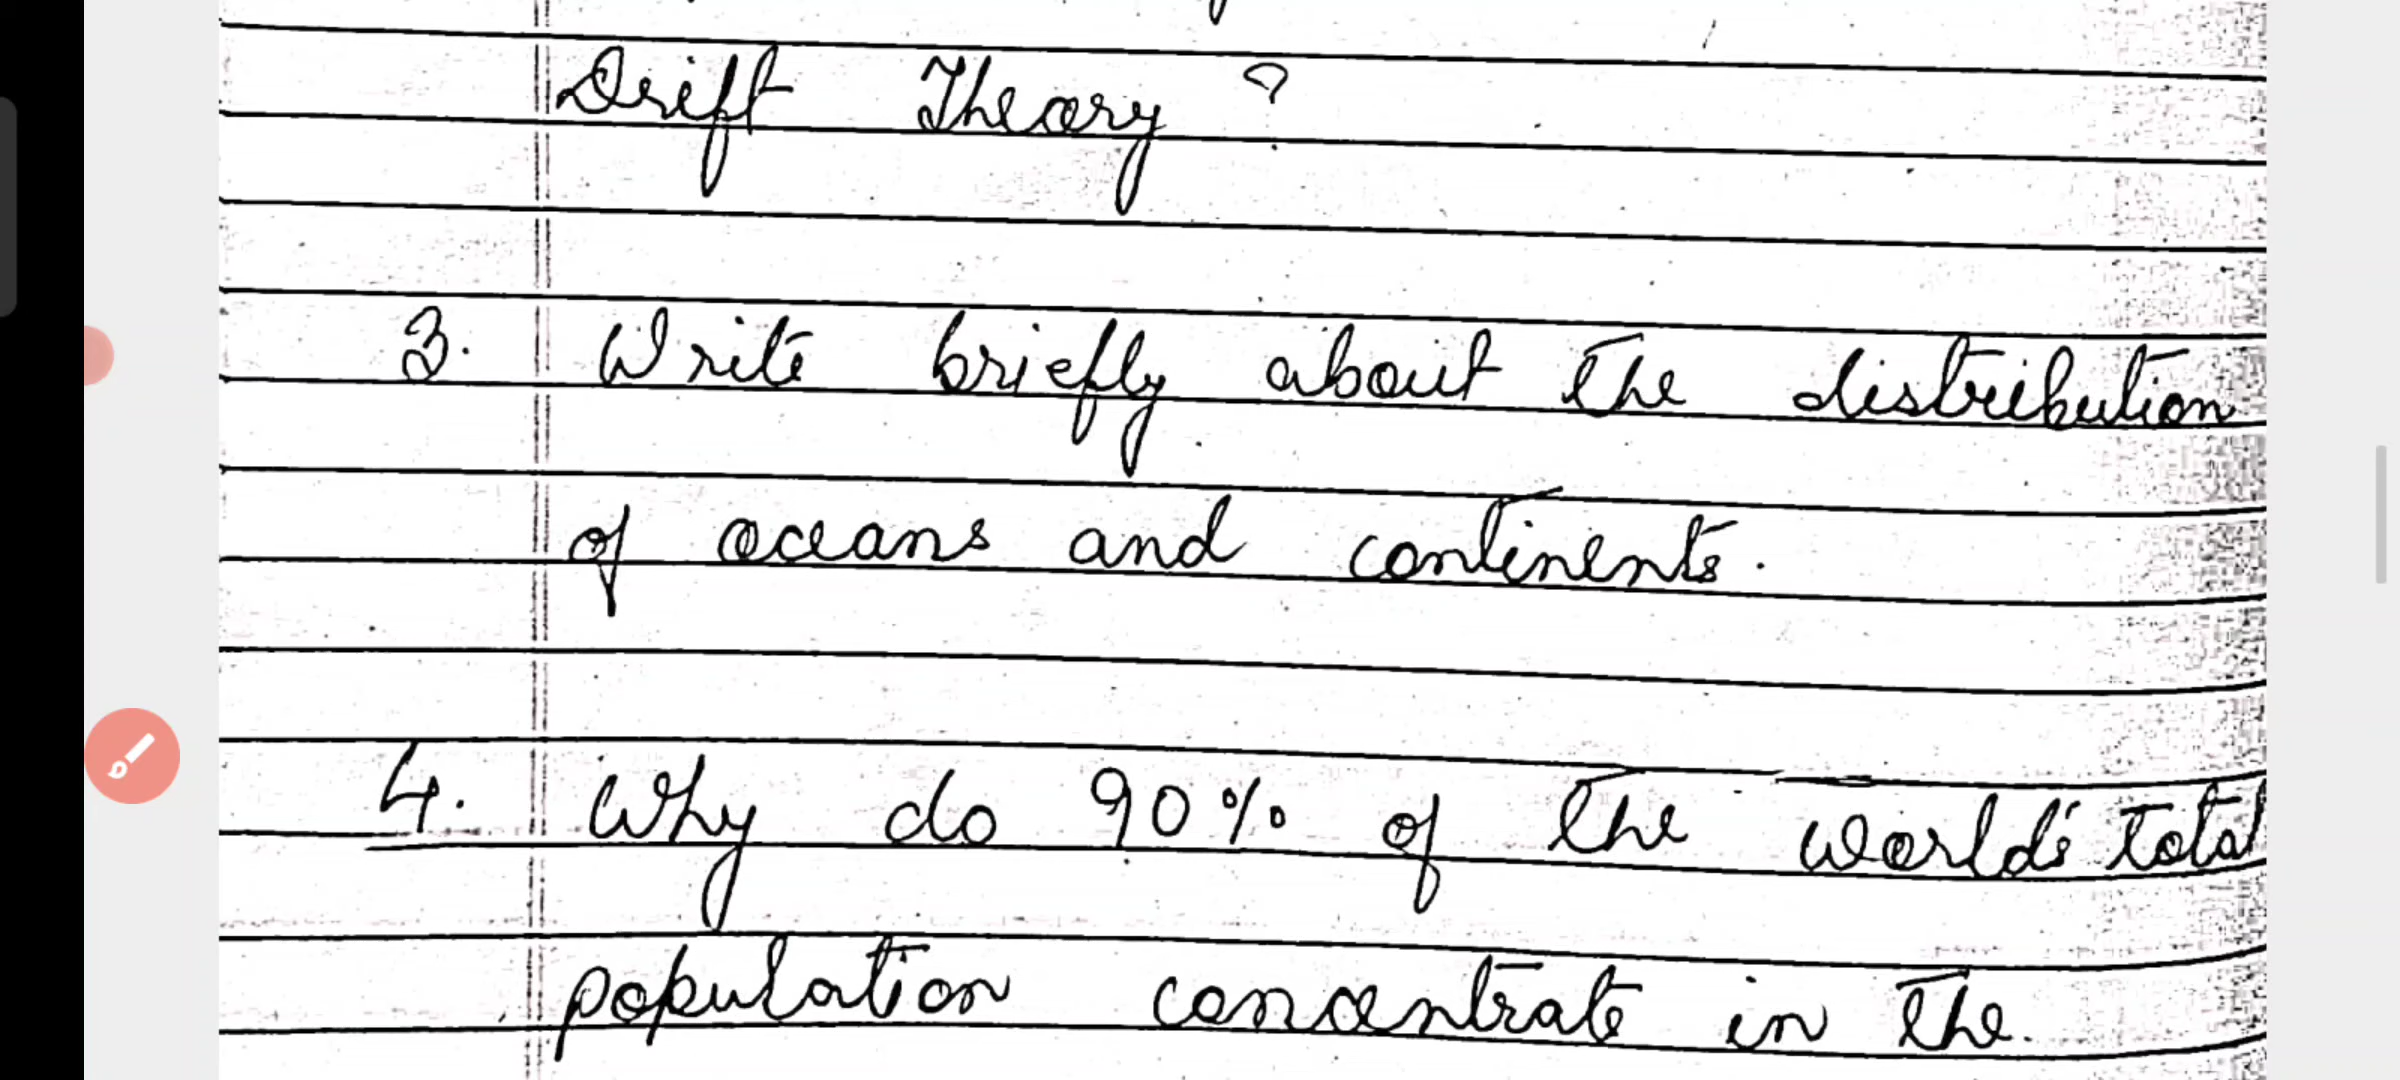 Drift Theory ?
3. Write briefly about the distribution
of oceans and continents.
4. Why do 90% of the world's total
population concentrate in the